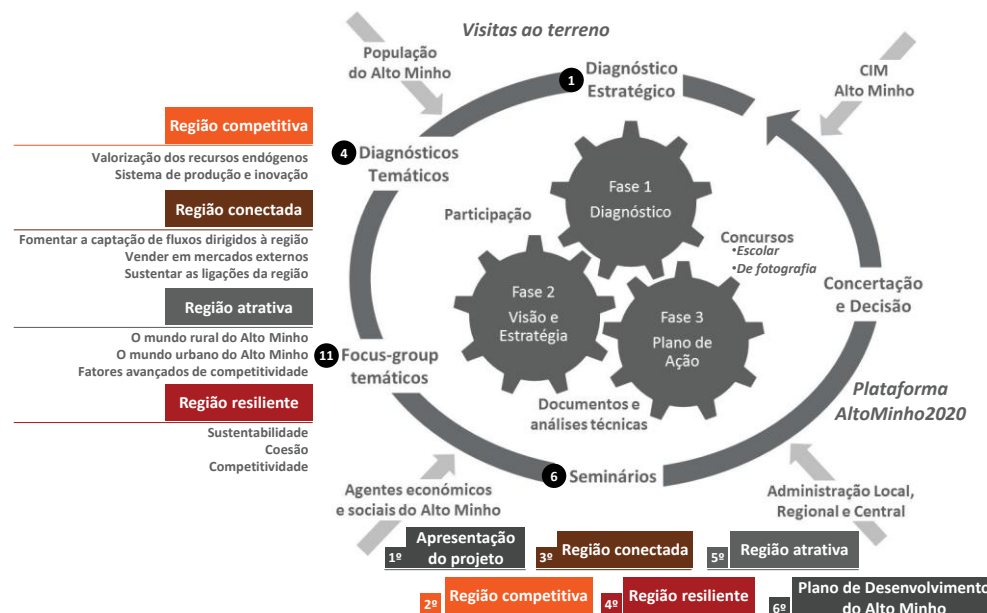 Visitas ao terreno
População
do Alto Minho
1 Diagnóstico
Estratégico
CIM
Alto Minho
Região competitiva
Valorização dos recursos endógenos
Sistema de produção e inovação
Região conectada
Fomentar a captação de fluxos dirigidos à região
Vender em mercados externos
Sustentar as ligações da região
Região atrativa
O mundo rural do Alto Minho
O mundo urbano do Alto Minho
Fatores avançados de competitividade
Região resiliente
Sustentabilidade
Coesão
Competitividade
4 Diagnósticos
Temáticos
Participação
Fase 1
Diagnóstico
Concursos
•Escolar
•De fotografia
Fase 2
Visão e
Estratégia
Fase 3
Plano de
Ação
Concertação
e Decisão
11 Focus-group
temáticos
Documentos e
análises técnicas
Plataforma
AltoMinho2020
6 Seminários
Agentes económicos
e sociais do Alto Minho
Administração Local,
Regional e Central
1º Apresentação
do projeto
3º Região conectada
5º Região atrativa
2º Região competitiva
4º Região resiliente
6º Plano de Desenvolvimento
do Alto Minho